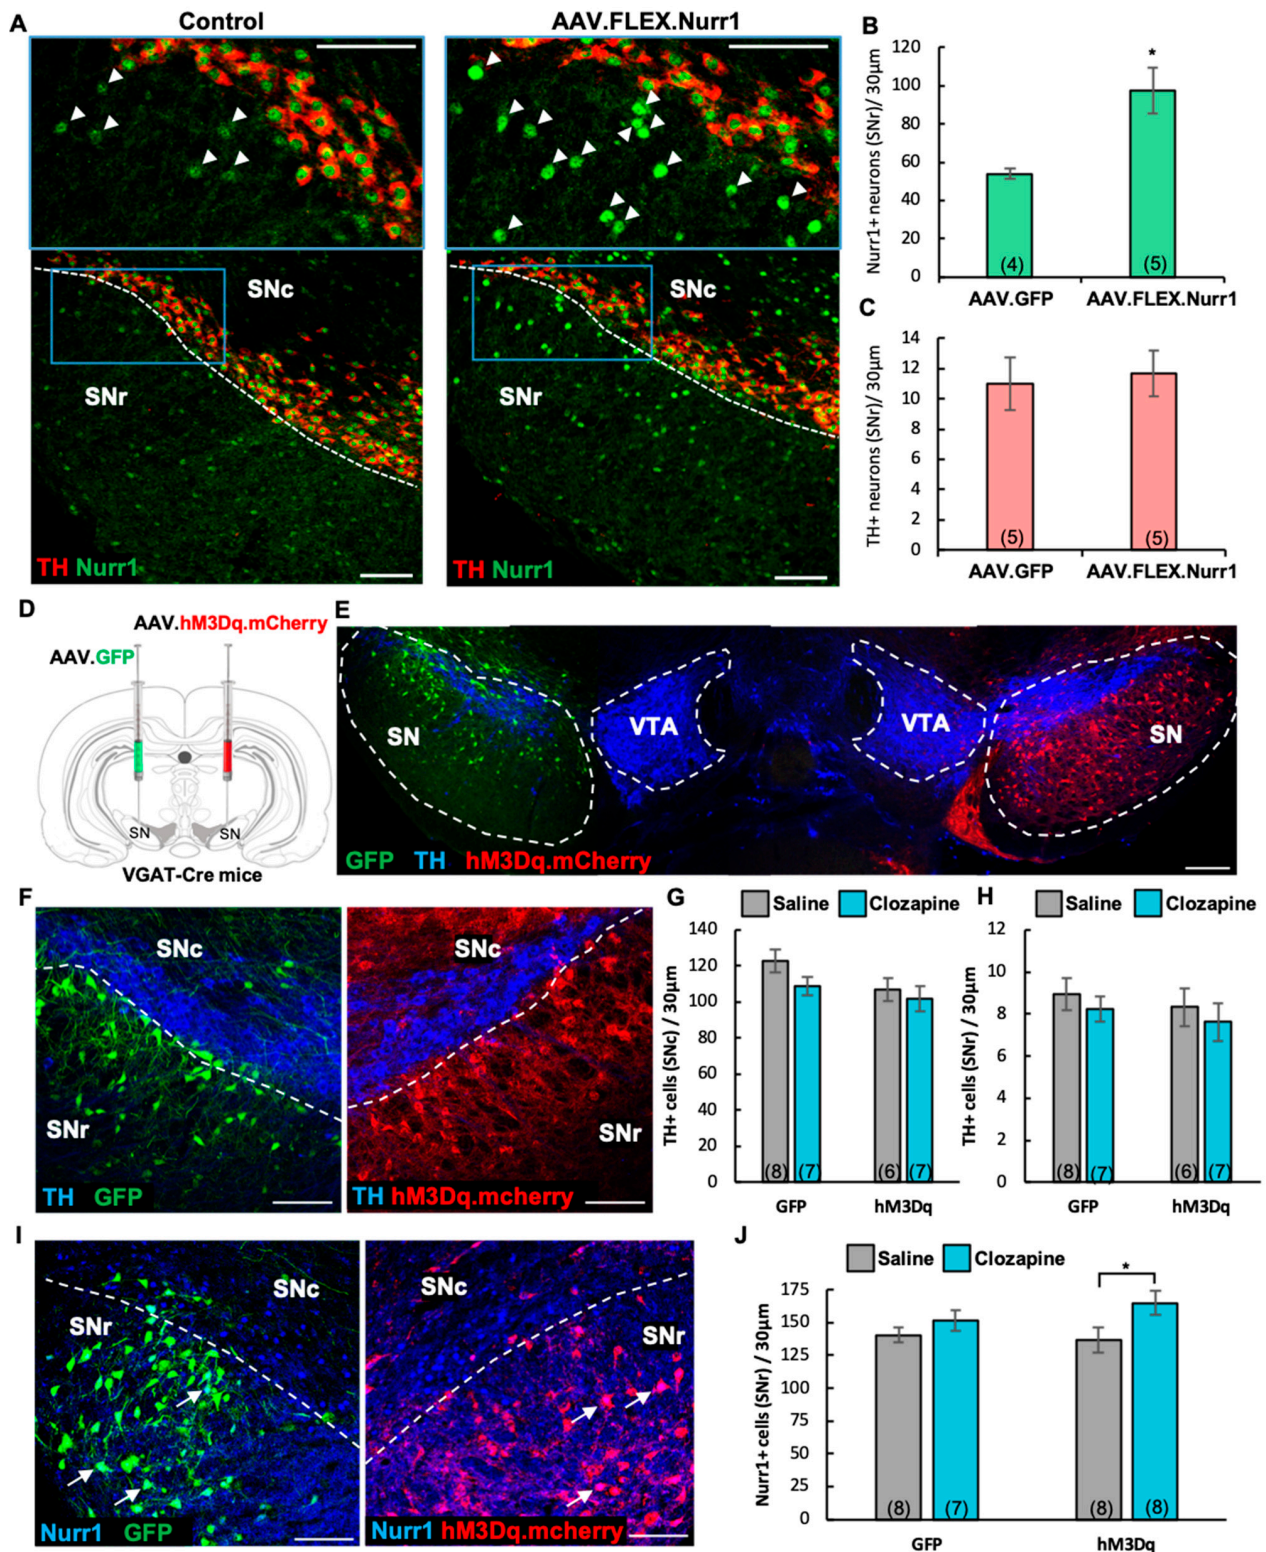 A
Control
AAV.FLEX.Nurr1
SNc
SNr
TH Nurr1
SNc
SNr
TH Nurr1
B
Nurr1+ neurons (SNr)/ 30µm
120
100
80
60
40
20
0
*
(4)
(5)
AAV.GFP
AAV.FLEX.Nurr1
C
TH+ neurons (SNr)/ 30µm
14
12
10
8
6
4
2
0
(5)
(5)
AAV.GFP
AAV.FLEX.Nurr1
D
AAV.hM3Dq.mCherry
AAV.GFP
SN
SN
VGAT-Cre mice
E
SN
VTA
VTA
SN
GFP TH hM3Dq.mCherry
F
SNc
SNr
TH GFP
SNc
SNr
TH hM3Dq.mcherry
G
Saline
Clozapine
TH+ cells (SNc) / 30µm
140
120
100
80
60
40
20
0
(8)
(7)
(6)
(7)
GFP
hM3Dq
H
Saline
Clozapine
TH+ cells (SNr) / 30µm
12
10
8
6
4
2
0
(8)
(7)
(6)
(7)
GFP
hM3Dq
I
SNc
SNr
Nurr1 GFP
SNc
SNr
Nurr1 hM3Dq.mcherry
J
Saline
Clozapine
Nurr1+ cells (SNr) / 30µm
175
150
125
100
75
50
25
0
*
(8)
(7)
(8)
(8)
GFP
hM3Dq